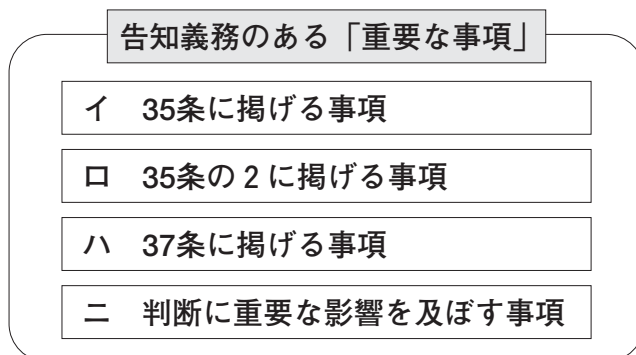 告知義務のある「重要な事項」
イ　35条に掲げる事項
ロ　35条の２に掲げる事項
ハ　37条に掲げる事項
ニ　判断に重要な影響を及ぼす事項